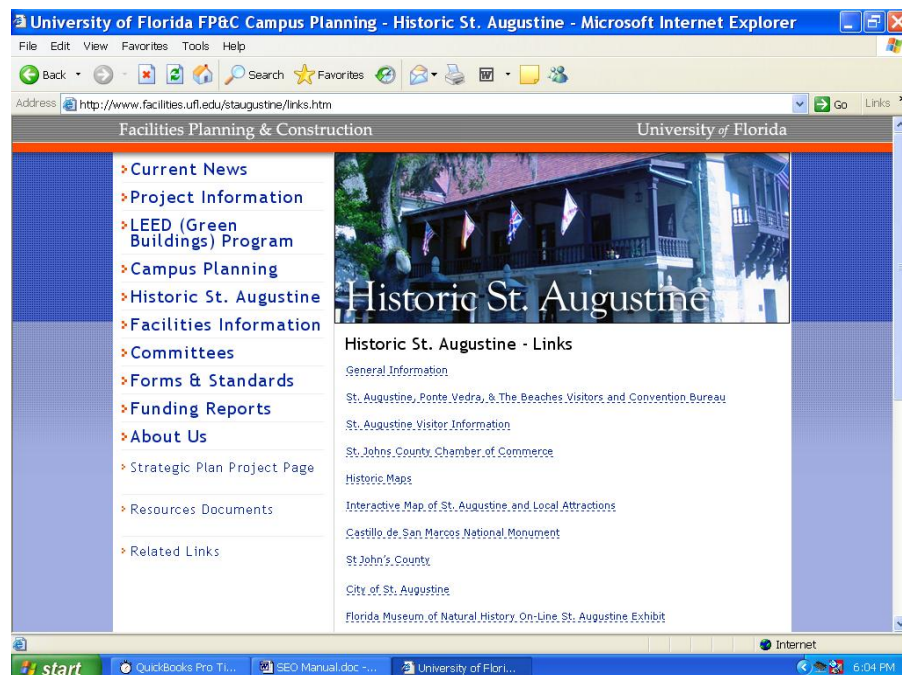 University of Florida FP&C Campus Planning - Historic St. Augustine - Microsoft Internet Explorer
File Edit View Favorites Tools Help
Back Search Favorites
Address http://www.facilities.ufl.edu/staugustine/links.htm Go Links
Facilities Planning & Construction University of Florida
Current News
Project Information
LEED (Green
Buildings) Program
Campus Planning
Historic St. Augustine
Facilities Information
Committees
Forms & Standards
Funding Reports
About Us
Strategic Plan Project Page
Resources Documents
Related Links
Historic St. Augustine
Historic St. Augustine - Links
General Information
St. Augustine, Ponte Vedra, & The Beaches Visitors and Convention Bureau
St. Augustine Visitor Information
St. Johns County Chamber of Commerce
Historic Maps
Interactive Map of St. Augustine and Local Attractions
Castillo de San Marcos National Monument
St John's County
City of St. Augustine
Florida Museum of Natural History On-Line St. Augustine Exhibit
Internet
start QuickBooks Pro Ti... SEO Manual.doc -... University of Flori... 6:04 PM